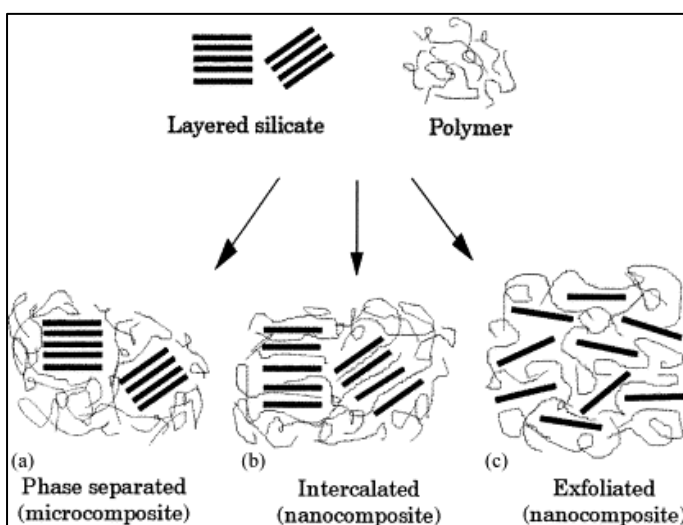 Layered silicate
Polymer
(a)
(b)
(c)
Phase separated
(microcomposite)
Intercalated
(nanocomposite)
Exfoliated
(nanocomposite)